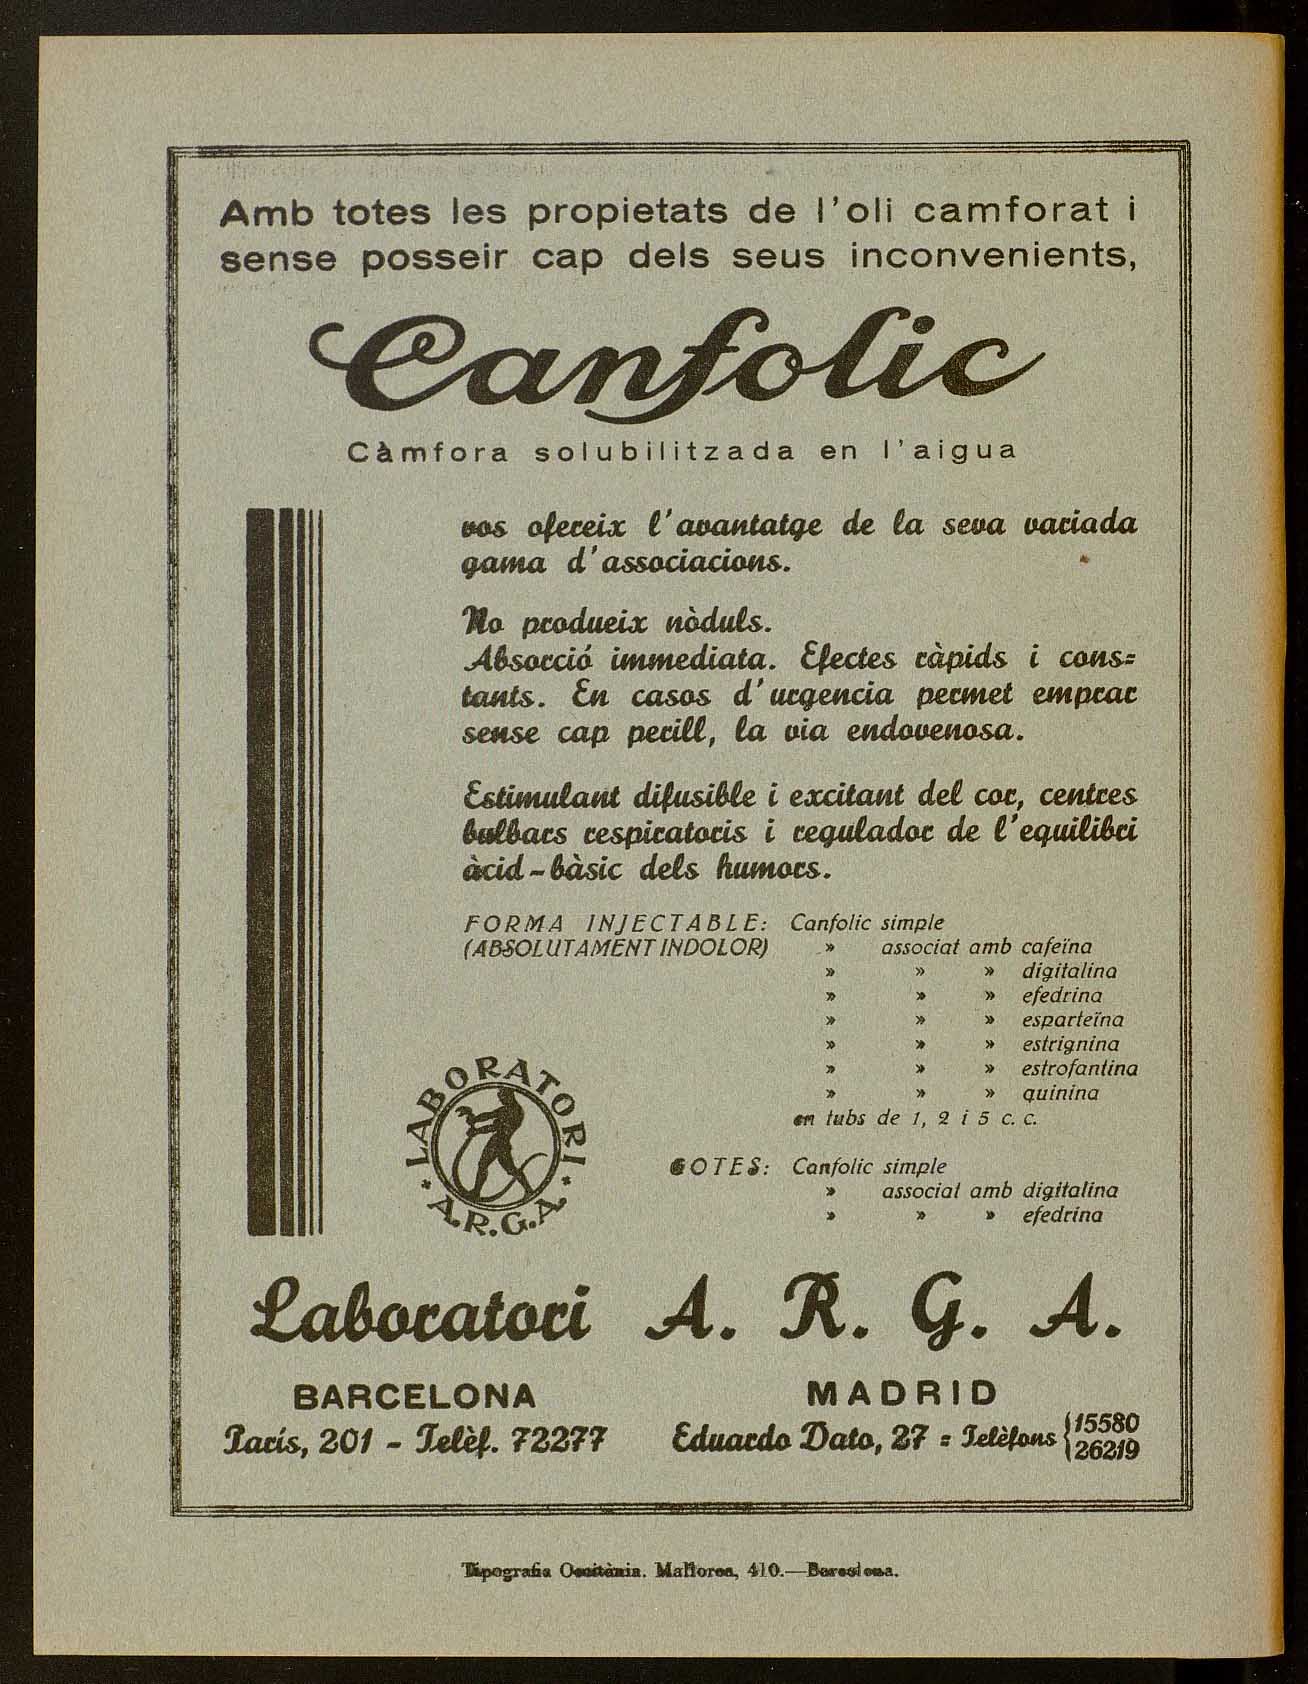 Amb totes les propietats de l'oli camforat i
sense posseir cap dels seus inconvenients,
Canfolic
Càmfora solubilitzada en l'aigua
vos ofereix l'avantatge de la seva variada
gama d'associacions.
No produeix nòduls.
Absorció immediata. Efectes ràpids i cons=
tants. En casos d'urgencia permet emprar
sense cap perill, la via endovenosa.
Estimulant difusible i excitant del cor, centres
bulbars respiratoris i regulador de l'equilibri
àcid-bàsic dels humors.
FORMA INJECTABLE: Canfolic simple
(ABSOLUTAMENT INDOLOR) » associat amb cafeïna
» » » digitalina
» » » efedrina
» » » esparteïna
» » » estrignina
» » » estrofantina
» » » quinina
en tubs de 1, 2 i 5 c. c.
GOTES: Canfolic simple
» associat amb digitalina
» » » efedrina
LABORATORI
A.R.G.A.
Laboratori A. R. G. A.
BARCELONA MADRID
París, 201 - Telèf. 72277 Eduardo Dato, 27 = Telèfons { 15580
26219
Tipografia Occitània. Mallorca, 410.—Barcelona.